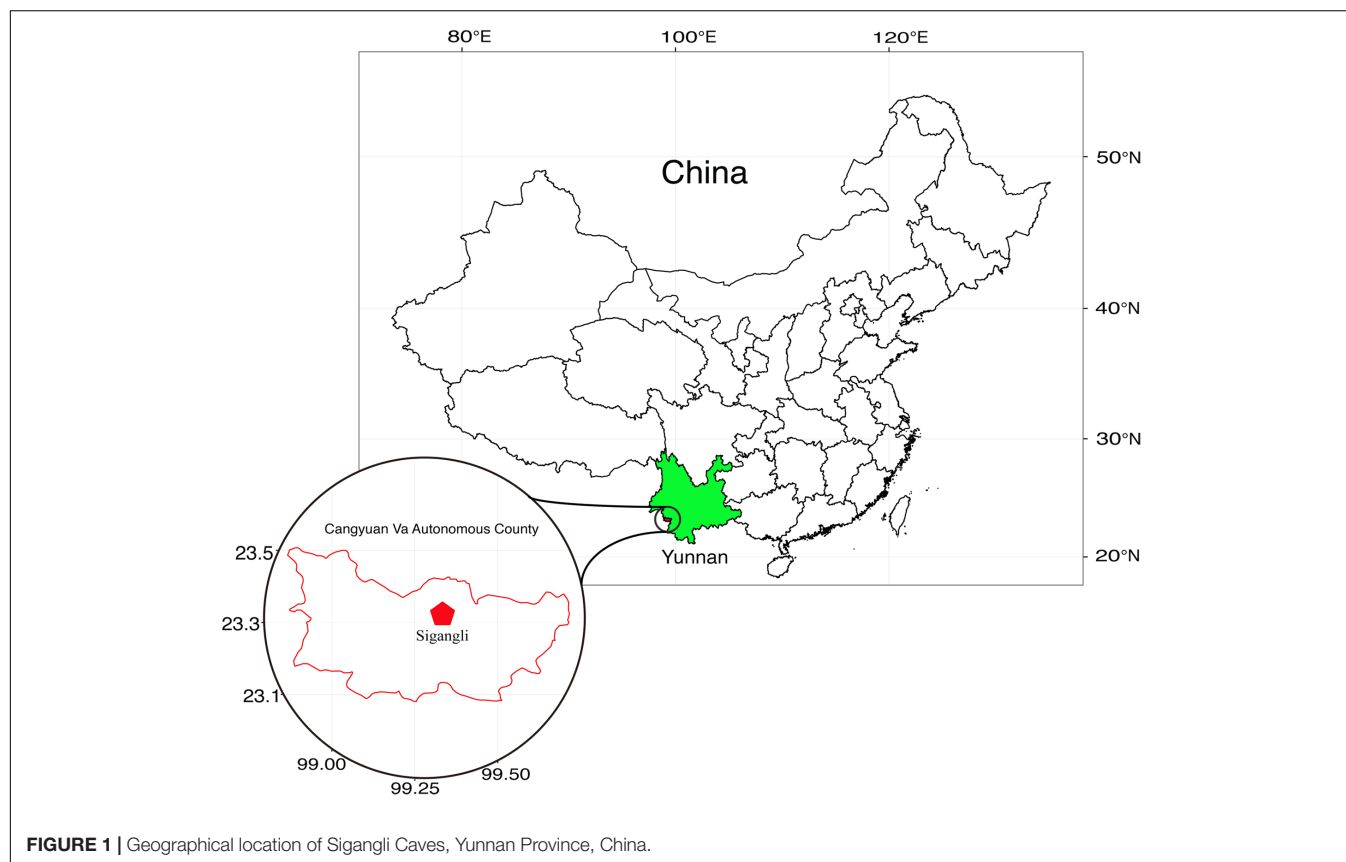 80°E 100°E 120°E
50°N
China
40°N
30°N
Cangyuan Va Autonomous County
23.5
Yunnan
20°N
23.3
Sigangli
23.1
99.00
99.25
99.50
FIGURE 1 | Geographical location of Sigangli Caves, Yunnan Province, China.